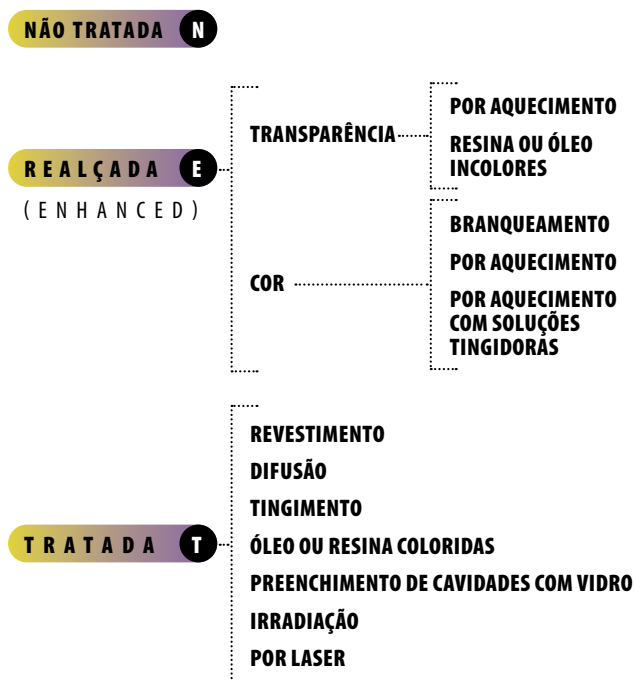 NÃO TRATADA N
TRANSPARÊNCIA
POR AQUECIMENTO
RESINA OU ÓLEO
INCOLORES
REALÇADA E
(ENHANCED)
COR
BRANQUEAMENTO
POR AQUECIMENTO
POR AQUECIMENTO
COM SOLUÇÕES
TINGIDORAS
TRATADA T
REVESTIMENTO
DIFUSÃO
TINGIMENTO
ÓLEO OU RESINA COLORIDAS
PREENCHIMENTO DE CAVIDADES COM VIDRO
IRRADIAÇÃO
POR LASER